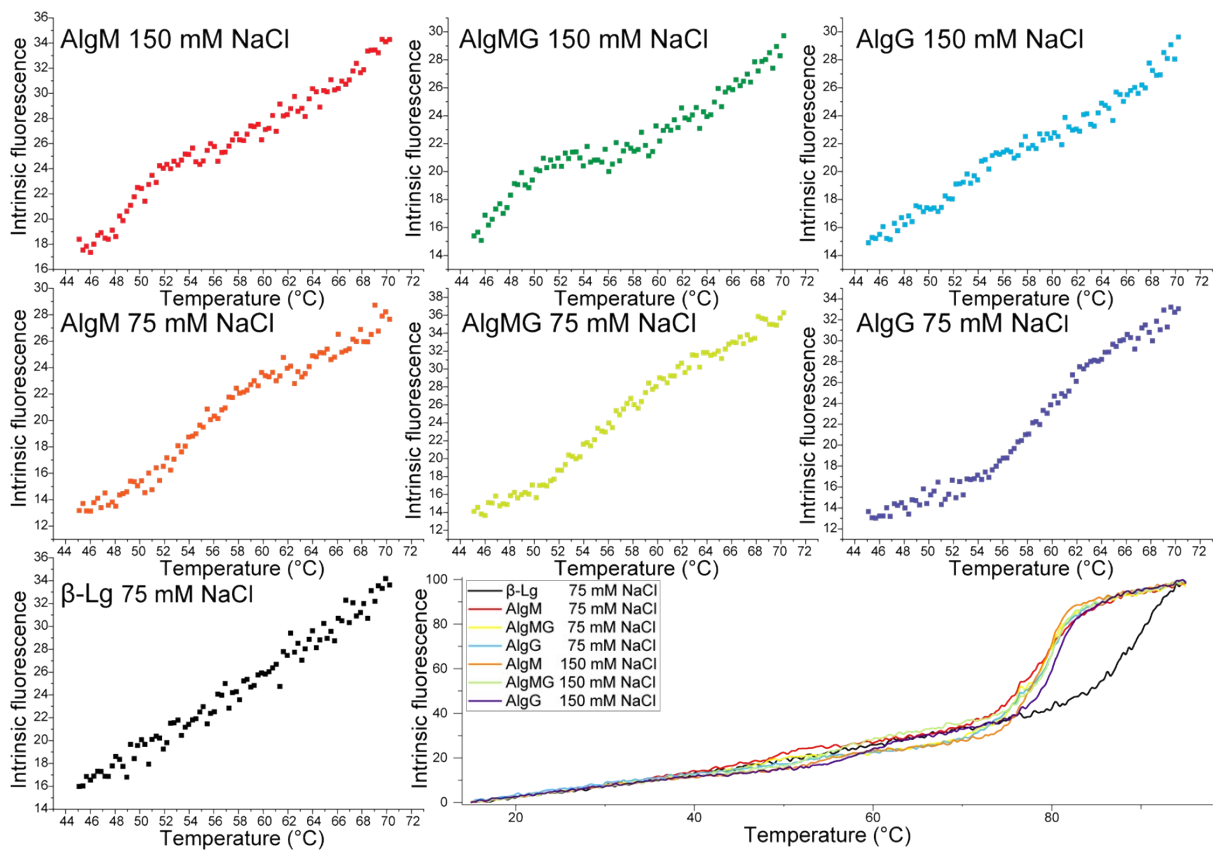 AlgM 150 mM NaCl
Intrinsic fluorescence
36
34
32
30
28
26
24
22
20
18
16
44 46 48 50 52 54 56 58 60 62 64 66 68 70 72
Temperature (°C)
AlgMG 150 mM NaCl
Intrinsic fluorescence
30
28
26
24
22
20
18
16
14
44 46 48 50 52 54 56 58 60 62 64 66 68 70 72
Temperature (°C)
AlgG 150 mM NaCl
Intrinsic fluorescence
30
28
26
24
22
20
18
16
14
44 46 48 50 52 54 56 58 60 62 64 66 68 70 72
Temperature (°C)
AlgM 75 mM NaCl
Intrinsic fluorescence
30
28
26
24
22
20
18
16
14
12
44 46 48 50 52 54 56 58 60 62 64 66 68 70 72
Temperature (°C)
AlgMG 75 mM NaCl
Intrinsic fluorescence
38
36
34
32
30
28
26
24
22
20
18
16
14
12
44 46 48 50 52 54 56 58 60 62 64 66 68 70 72
Temperature (°C)
AlgG 75 mM NaCl
Intrinsic fluorescence
34
32
30
28
26
24
22
20
18
16
14
12
44 46 48 50 52 54 56 58 60 62 64 66 68 70 72
Temperature (°C)
β-Lg 75 mM NaCl
Intrinsic fluorescence
36
34
32
30
28
26
24
22
20
18
16
14
44 46 48 50 52 54 56 58 60 62 64 66 68 70 72
Temperature (°C)
Intrinsic fluorescence
100
80
60
40
20
0
β-Lg 75 mM NaCl
AlgM 75 mM NaCl
AlgMG 75 mM NaCl
AlgG 75 mM NaCl
AlgM 150 mM NaCl
AlgMG 150 mM NaCl
AlgG 150 mM NaCl
20 40 60 80
Temperature (°C)